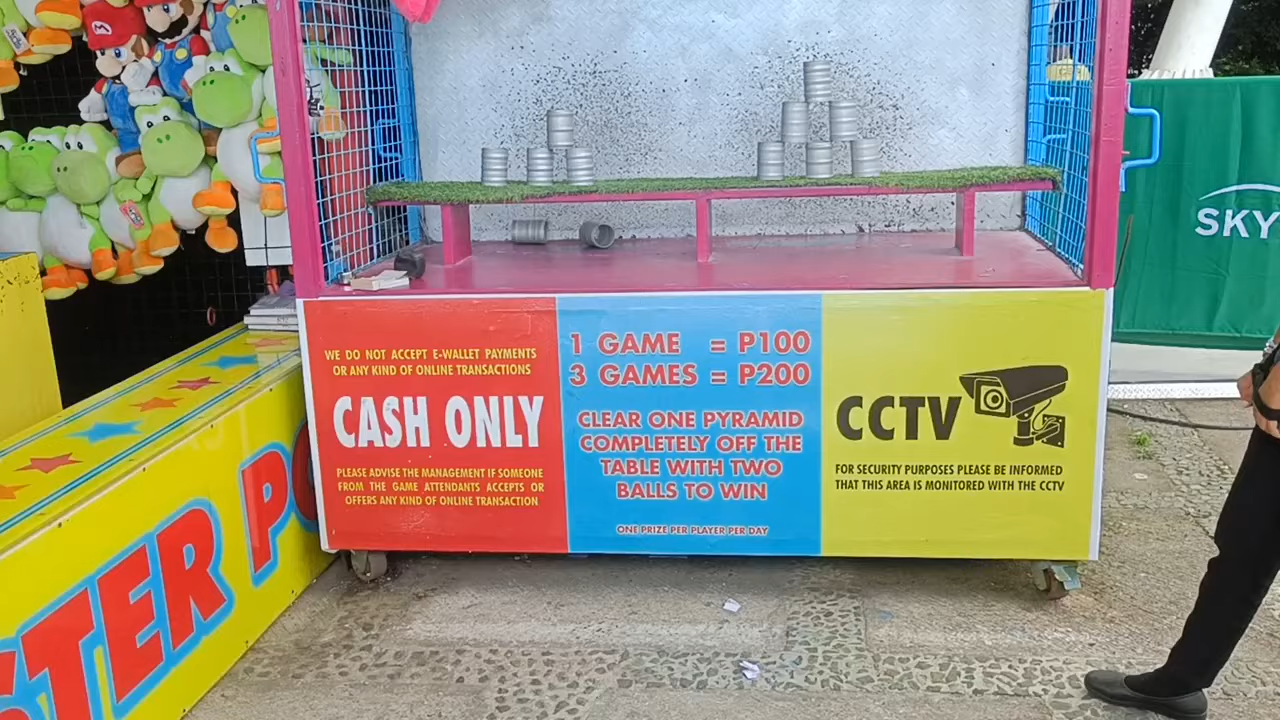 WE DO NOT ACCEPT E-WALLET PAYMENTS
OR ANY KIND OF ONLINE TRANSACTIONS
CASH ONLY
PLEASE ADVISE THE MANAGEMENT IF SOMEONE
FROM THE GAME ATTENDANTS ACCEPTS OR
OFFERS ANY KIND OF ONLINE TRANSACTION
1 GAME = P100
3 GAMES = P200
CLEAR ONE PYRAMID
COMPLETELY OFF THE
TABLE WITH TWO
BALLS TO WIN
ONE PRIZE PER PLAYER PER DAY
CCTV
FOR SECURITY PURPOSES PLEASE BE INFORMED
THAT THIS AREA IS MONITORED WITH THE CCTV
STER PO
SKY
M